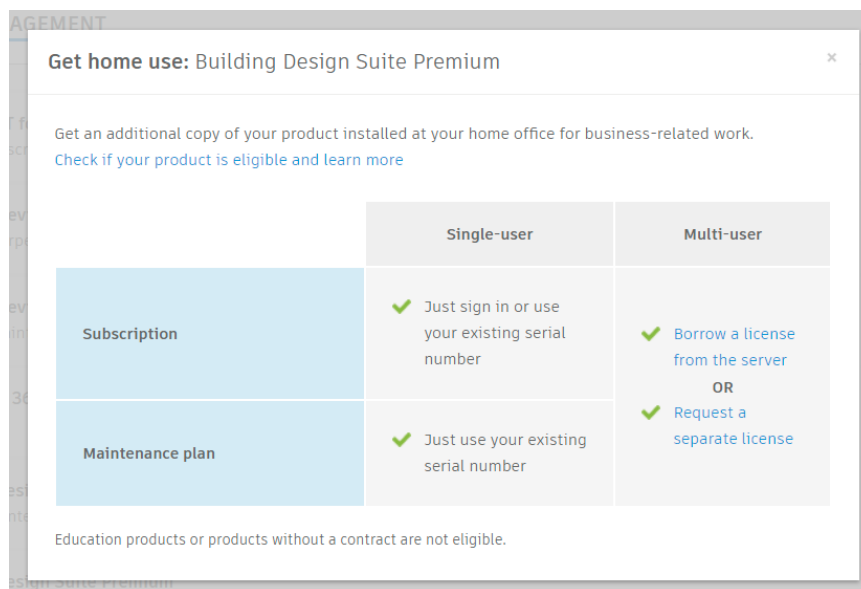 AGEMENT
Get home use: Building Design Suite Premium
×
Get an additional copy of your product installed at your home office for business-related work.
Check if your product is eligible and learn more
Single-user
Multi-user
Subscription
Just sign in or use
your existing serial
number
Borrow a license
from the server
OR
Request a
separate license
Maintenance plan
Just use your existing
serial number
Education products or products without a contract are not eligible.
esign Suite Premium